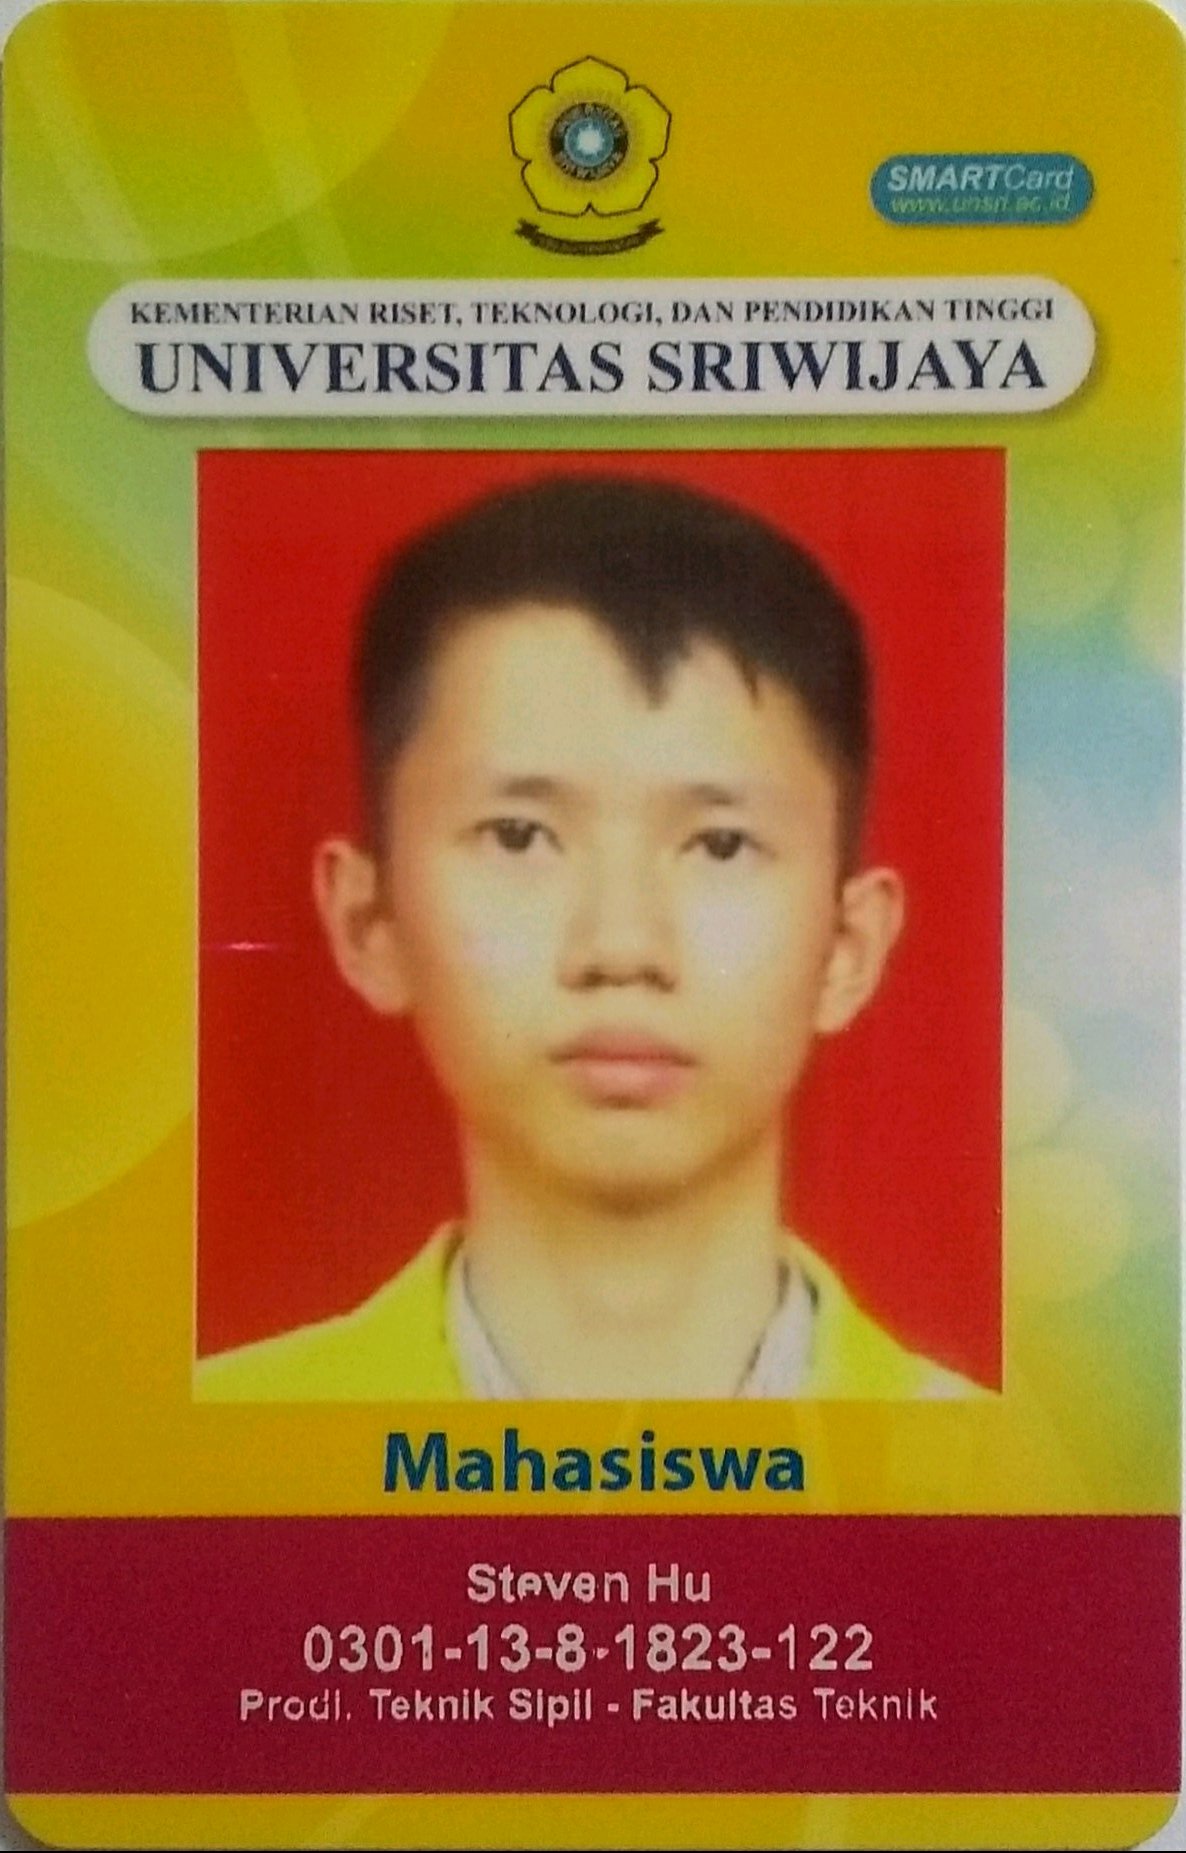 SMARTCard
www.unsri.ac.id
KEMENTERIAN RISET, TEKNOLOGI, DAN PENDIDIKAN TINGGI
UNIVERSITAS SRIWIJAYA
Mahasiswa
Steven Hu
0301-13-8-1823-122
Prodi. Teknik Sipil - Fakultas Teknik